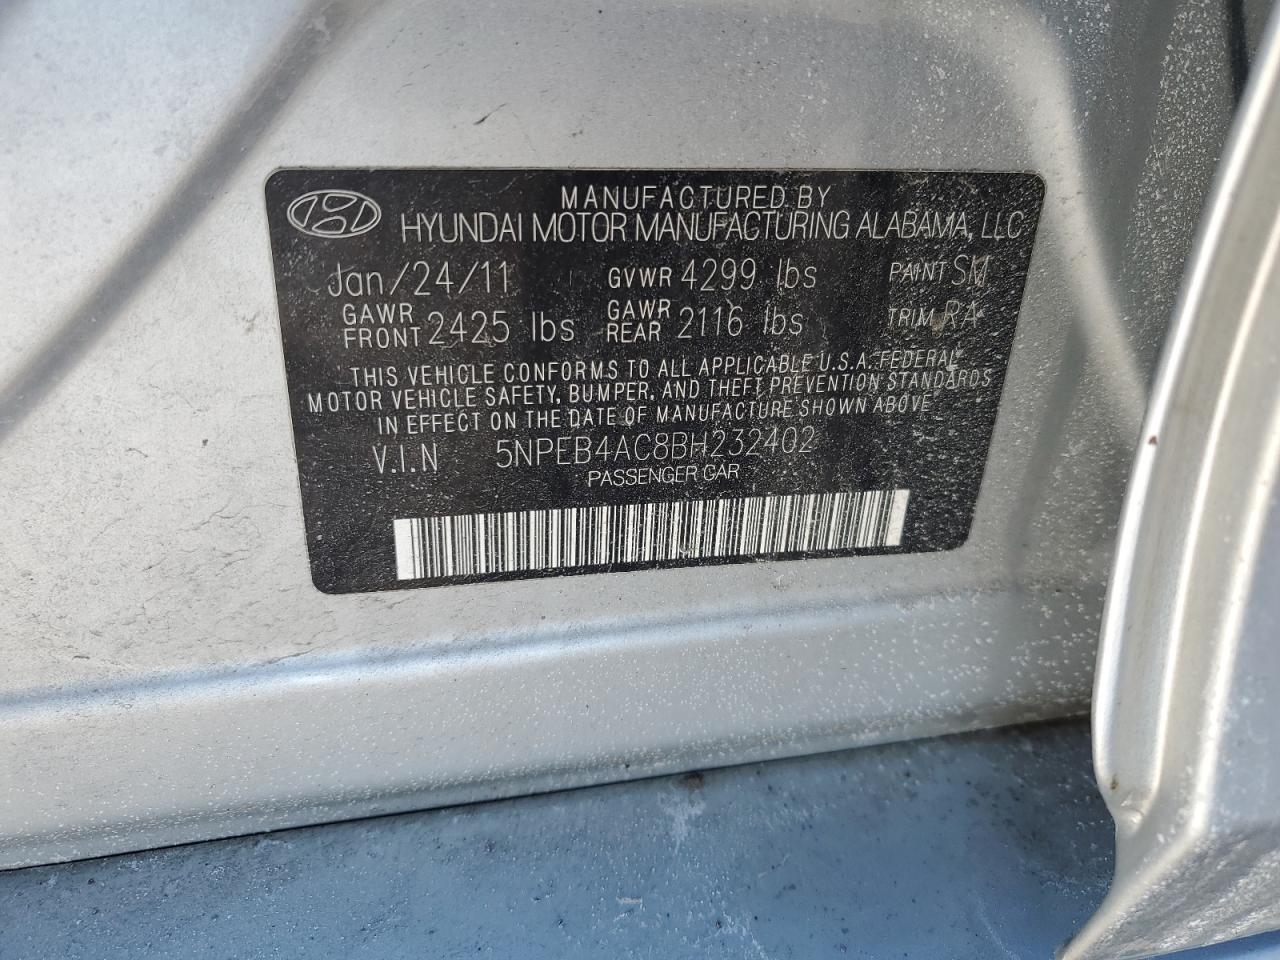 MANUFACTURED BY
HYUNDAI MOTOR MANUFACTURING ALABAMA, LLC
Jan/24/11 GVWR 4299 lbs PAINT SM
GAWR FRONT 2425 lbs GAWR REAR 2116 lbs TRIM RA
THIS VEHICLE CONFORMS TO ALL APPLICABLE U.S.A. FEDERAL
MOTOR VEHICLE SAFETY, BUMPER, AND THEFT PREVENTION STANDARDS
IN EFFECT ON THE DATE OF MANUFACTURE SHOWN ABOVE
V.I.N 5NPEB4AC8BH232402
PASSENGER CAR